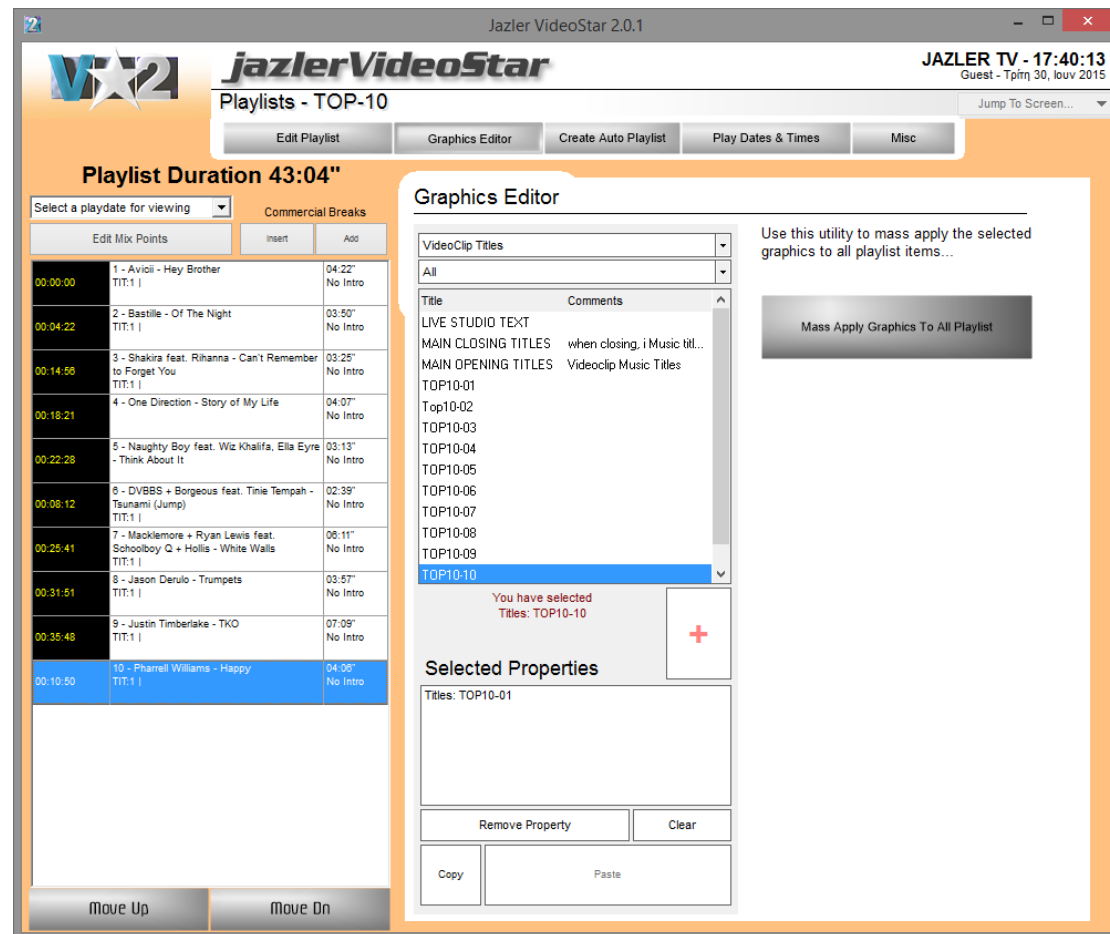 Jazler VideoStar 2.0.1
jazlerVideoStar
JAZLER TV - 17:40:13
Guest - Τρίτη 30, Ιουν 2015
Playlists - TOP-10
Jump To Screen...
Edit Playlist
Graphics Editor
Create Auto Playlist
Play Dates & Times
Misc
Playlist Duration 43:04"
Select a playdate for viewing
Commercial Breaks
Edit Mix Points
Insert
Add
00:00:00
1 - Avicii - Hey Brother
TIT:1 |
04:22"
No Intro
00:04:22
2 - Bastille - Of The Night
TIT:1 |
03:50"
No Intro
00:14:56
3 - Shakira feat. Rihanna - Can't Remember
to Forget You
TIT:1 |
03:25"
No Intro
00:18:21
4 - One Direction - Story of My Life
04:07"
No Intro
00:22:28
5 - Naughty Boy feat. Wiz Khalifa, Ella Eyre
- Think About It
03:13"
No Intro
00:08:12
6 - DVBBS + Borgeous feat. Tinie Tempah -
Tsunami (Jump)
TIT:1 |
02:39"
No Intro
00:25:41
7 - Macklemore + Ryan Lewis feat.
Schoolboy Q + Hollis - White Walls
TIT:1 |
06:11"
No Intro
00:31:51
8 - Jason Derulo - Trumpets
TIT:1 |
03:57"
No Intro
00:35:48
9 - Justin Timberlake - TKO
TIT:1 |
07:09"
No Intro
00:10:50
10 - Pharrell Williams - Happy
TIT:1 |
04:06"
No Intro
Move Up
Move Dn
Graphics Editor
VideoClip Titles
All
Title Comments
LIVE STUDIO TEXT
MAIN CLOSING TITLES when closing, i Music titl...
MAIN OPENING TITLES Videoclip Music Titles
TOP10-01
Top10-02
TOP10-03
TOP10-04
TOP10-05
TOP10-06
TOP10-07
TOP10-08
TOP10-09
TOP10-10
You have selected
Titles: TOP10-10
+
Selected Properties
Titles: TOP10-01
Remove Property
Clear
Copy
Paste
Use this utility to mass apply the selected
graphics to all playlist items...
Mass Apply Graphics To All Playlist